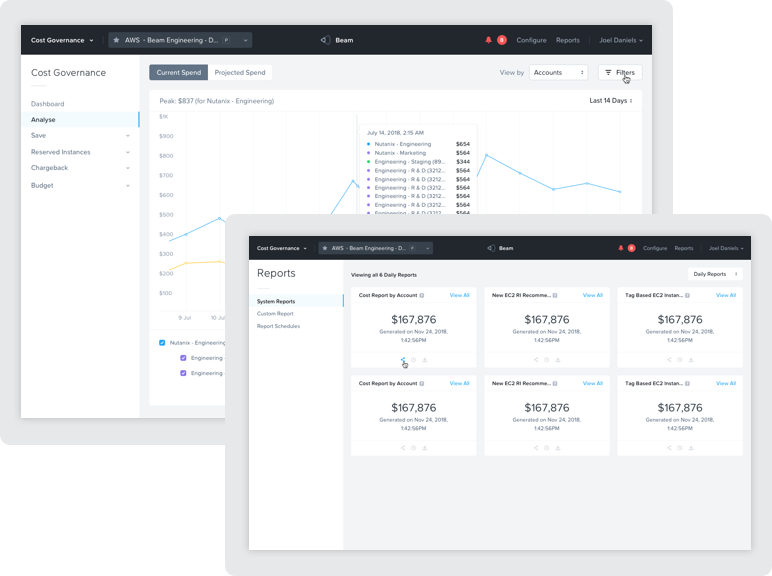 Cost Governance
AWS - Beam Engineering - D... P
Beam
8
Configure
Reports
Joel Daniels
Cost Governance
Dashboard
Analyse
Save
Reserved Instances
Chargeback
Budget
Current Spend
Projected Spend
View by
Accounts
Filters
Peak: $837 (for Nutanix - Engineering)
Last 14 Days
$1K
$900
$800
$700
$600
$500
$400
$300
$200
$100
9 Jul
10 Ju
July 14, 2018, 2:15 AM
Nutanix - Engineering $654
Nutanix - Marketing $564
Engineering - Staging (89... $344
Engineering - R & D (3212... $564
Engineering - R & D (3212... $564
Engineering - R & D (3212... $564
Engineering - R & D (3212... $564
Engineering - R & D (3212... $564
Engineering - R & D (3212... $564
Nutanix - Engineering
Engineering -
Engineering -
Cost Governance
AWS - Beam Engineering - D... P
Beam
8
Configure
Reports
Joel Daniels
Reports
System Reports
Custom Report
Report Schedules
Viewing all 6 Daily Reports
Daily Reports
Cost Report by Account
View All
$167,876
Generated on Nov 24, 2018,
1:42:56PM
New EC2 RI Recomme...
View All
$167,876
Generated on Nov 24, 2018,
1:42:56PM
Tag Based EC2 Instan...
View All
$167,876
Generated on Nov 24, 2018,
1:42:56PM
Cost Report by Account
View All
$167,876
Generated on Nov 24, 2018,
1:42:56PM
New EC2 RI Recomme...
View All
$167,876
Generated on Nov 24, 2018,
1:42:56PM
Tag Based EC2 Instan...
View All
$167,876
Generated on Nov 24, 2018,
1:42:56PM